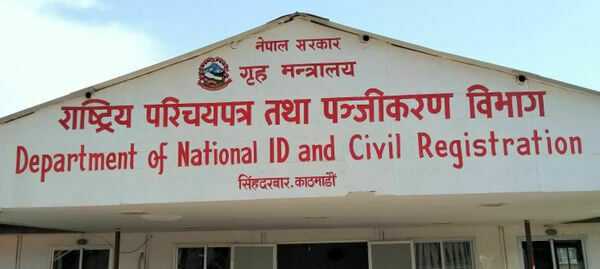 नेपाल सरकार
गृह मन्त्रालय
राष्ट्रिय परिचयपत्र तथा पञ्जीकरण विभाग
Department of National ID and Civil Registration
सिंहदरबार, काठमाडौं